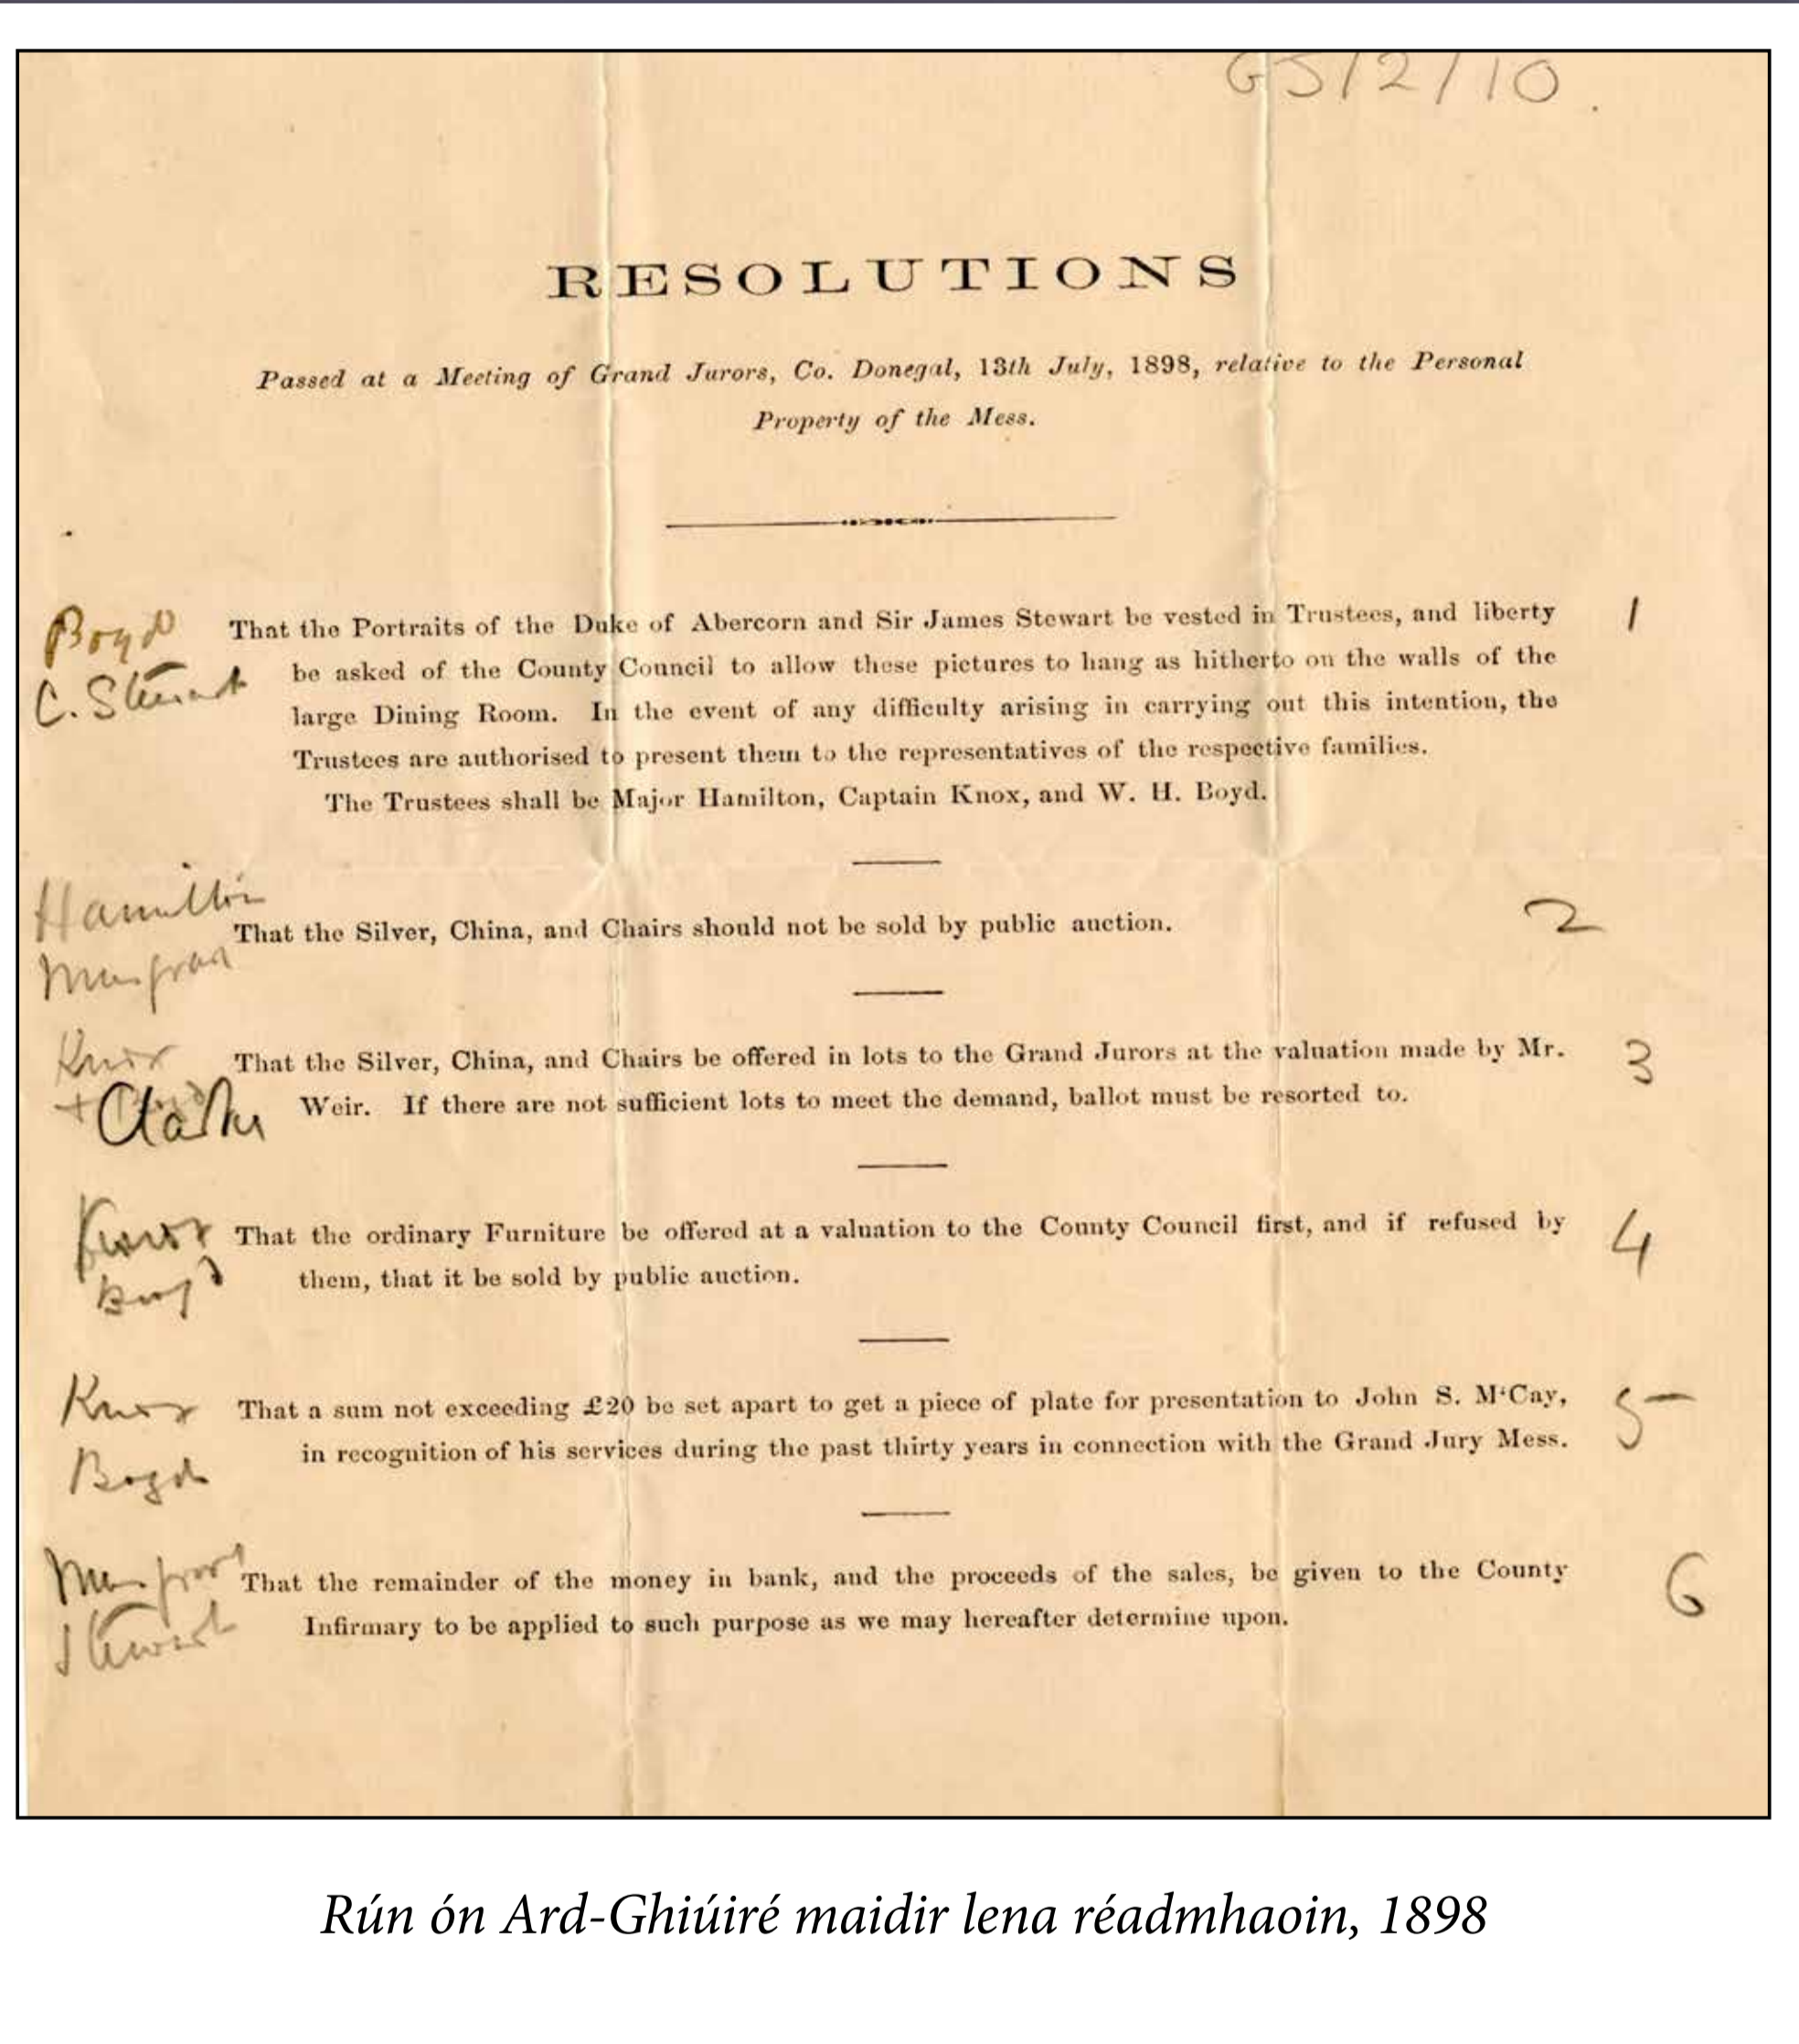 GJ/2/10.
RESOLUTIONS
Passed at a Meeting of Grand Jurors, Co. Donegal, 13th July, 1898, relative to the Personal
Property of the Mess.
Boyd
C. Stewart
That the Portraits of the Duke of Abercorn and Sir James Stewart be vested in Trustees, and liberty 1
be asked of the County Council to allow these pictures to hang as hitherto on the walls of the
large Dining Room. In the event of any difficulty arising in carrying out this intention, the
Trustees are authorised to present them to the representatives of the respective families.
The Trustees shall be Major Hamilton, Captain Knox, and W. H. Boyd.
Hamilton
That the Silver, China, and Chairs should not be sold by public auction. 2
Knox
That the Silver, China, and Chairs be offered in lots to the Grand Jurors at the valuation made by Mr. 3
+ Clarke
Weir. If there are not sufficient lots to meet the demand, ballot must be resorted to.
Knox
That the ordinary Furniture be offered at a valuation to the County Council first, and if refused by 4
Boyd
them, that it be sold by public auction.
Knox
That a sum not exceeding £20 be set apart to get a piece of plate for presentation to John S. M‘Cay, 5
Boyd
in recognition of his services during the past thirty years in connection with the Grand Jury Mess.
That the remainder of the money in bank, and the proceeds of the sales, be given to the County 6
Stewart
Infirmary to be applied to such purpose as we may hereafter determine upon.
Rún ón Ard-Ghiúiré maidir lena réadmhaoin, 1898